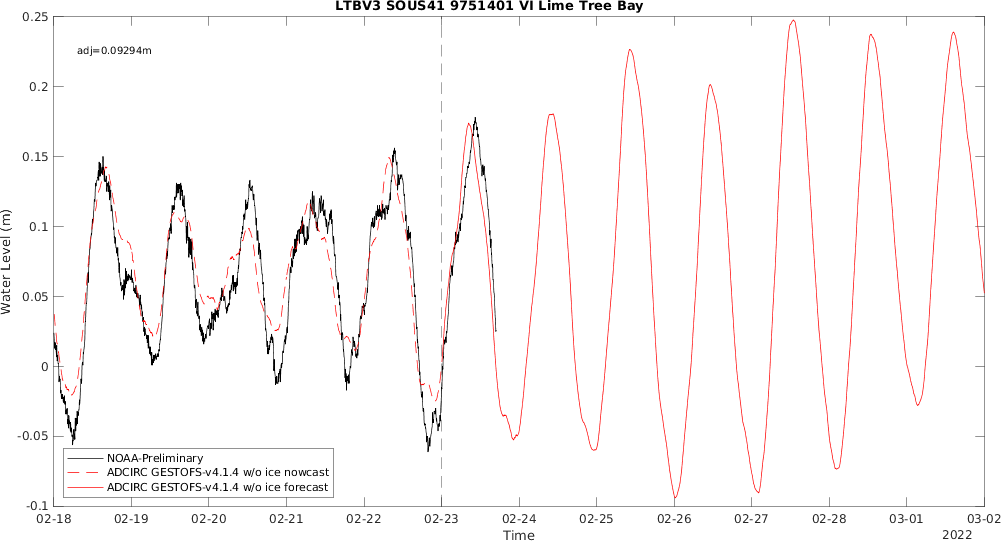 LTBV3 SOUS41 9751401 VI Lime Tree Bay
adj=0.09294m
Water Level (m)
0.25
0.2
0.15
0.1
0.05
0
-0.05
-0.1
NOAA-Preliminary
ADCIRC GESTOFS-v4.1.4 w/o ice nowcast
ADCIRC GESTOFS-v4.1.4 w/o ice forecast
02-18 02-19 02-20 02-21 02-22 02-23 02-24 02-25 02-26 02-27 02-28 03-01 03-02
Time
2022